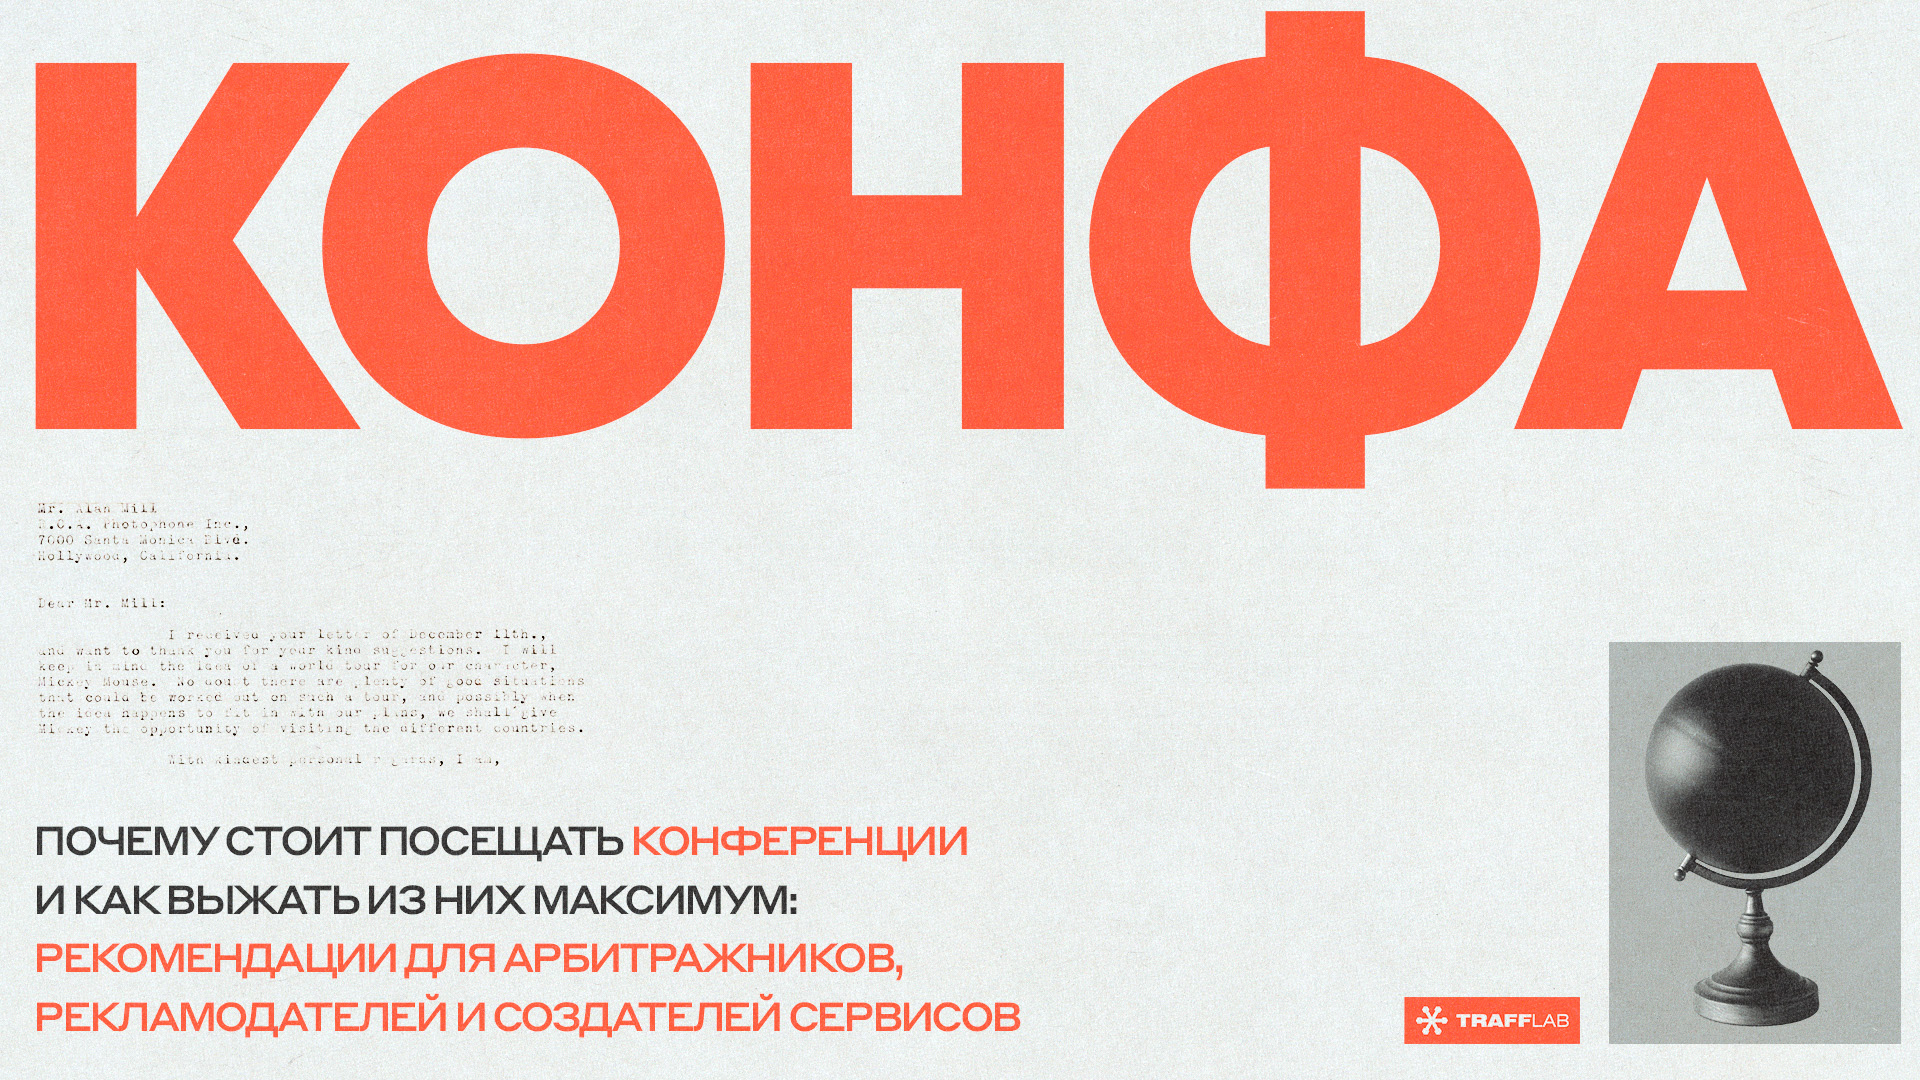 КОНФА
Mr. Alan Mill
R.C.A. Photophone Inc.,
7000 Santa Monica Blvd.
Hollywood, California.
Dear Mr. Mill:
I received your letter of December 11th.,
and want to thank you for your kind suggestions. I will
keep in mind the idea of a world tour for our character,
Mickey Mouse. No doubt there are plenty of good situations
that could be worked out on such a tour, and possibly when
the idea happens to fit in with our plans, we shall give
Mickey the opportunity of visiting the different countries.
With kindest personal regards, I am,
ПОЧЕМУ СТОИТ ПОСЕЩАТЬ КОНФЕРЕНЦИИ
И КАК ВЫЖАТЬ ИЗ НИХ МАКСИМУМ:
РЕКОМЕНДАЦИИ ДЛЯ АРБИТРАЖНИКОВ,
РЕКЛАМОДАТЕЛЕЙ И СОЗДАТЕЛЕЙ СЕРВИСОВ
TRAFFLAB